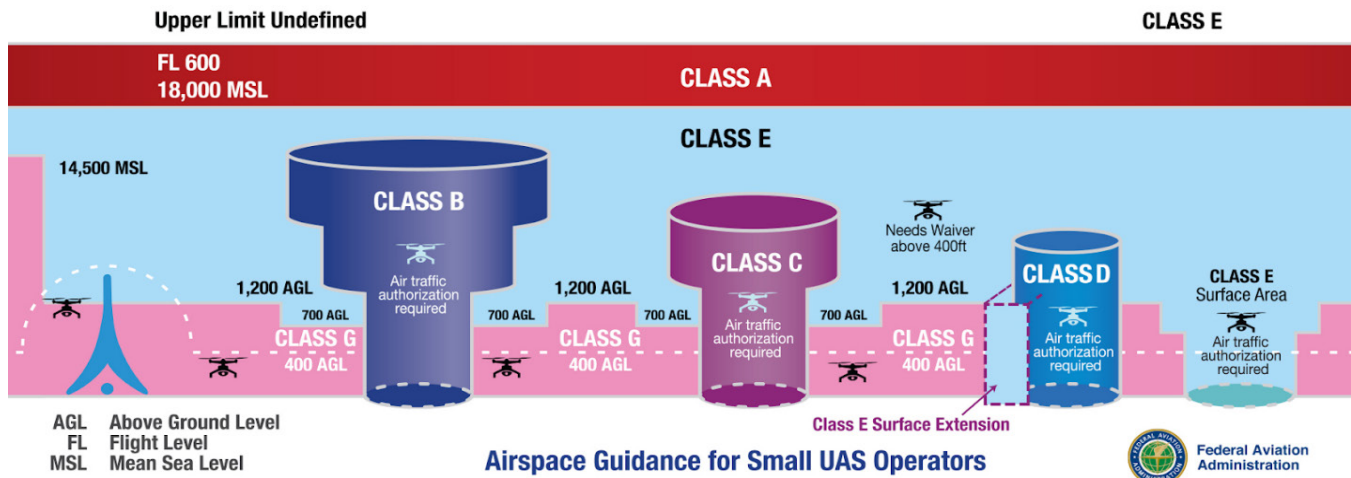 Upper Limit Undefined
CLASS E
FL 600
18,000 MSL
CLASS A
CLASS E
14,500 MSL
CLASS B
Air traffic
authorization
required
CLASS C
Air traffic
authorization
required
Needs Waiver
above 400ft
CLASS D
Air traffic
authorization
required
CLASS E
Surface Area
Air traffic
authorization
required
1,200 AGL
700 AGL
CLASS G
400 AGL
700 AGL
1,200 AGL
CLASS G
400 AGL
700 AGL
700 AGL
1,200 AGL
CLASS G
400 AGL
Class E Surface Extension
AGL Above Ground Level
FL Flight Level
MSL Mean Sea Level
Airspace Guidance for Small UAS Operators
FEDERAL AVIATION
ADMINISTRATION
Federal Aviation
Administration